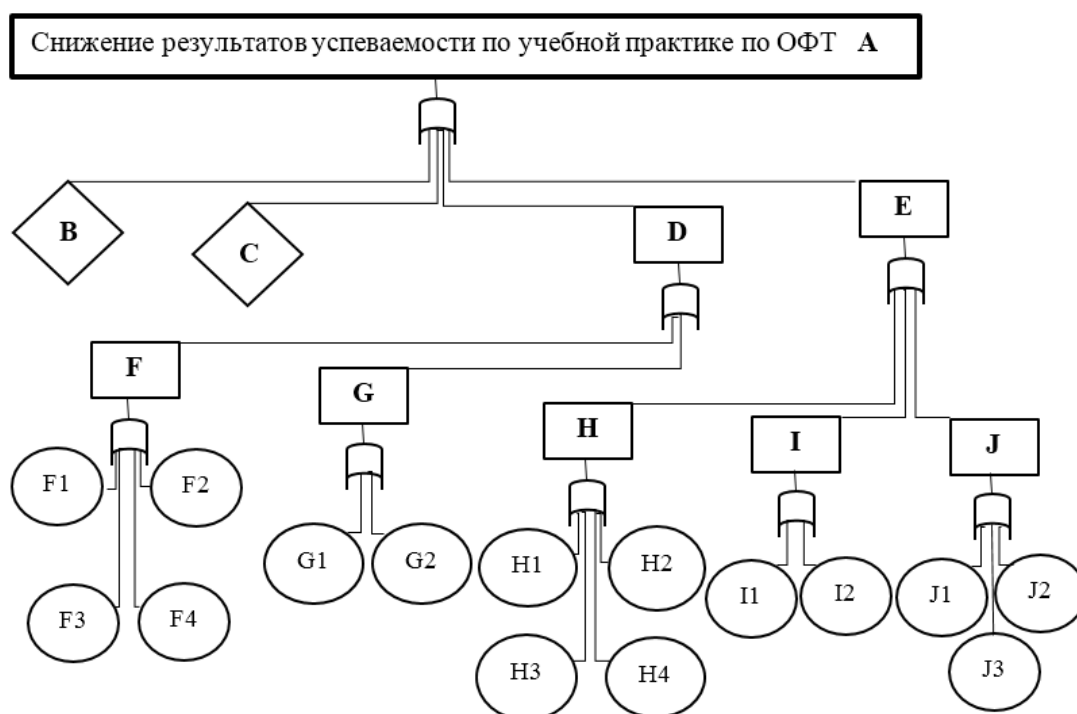 Снижение результатов успеваемости по учебной практике по ОФТ A
B
C
D
E
F
G
H
I
J
F1
F2
F3
F4
G1
G2
H1
H2
H3
H4
I1
I2
J1
J2
J3